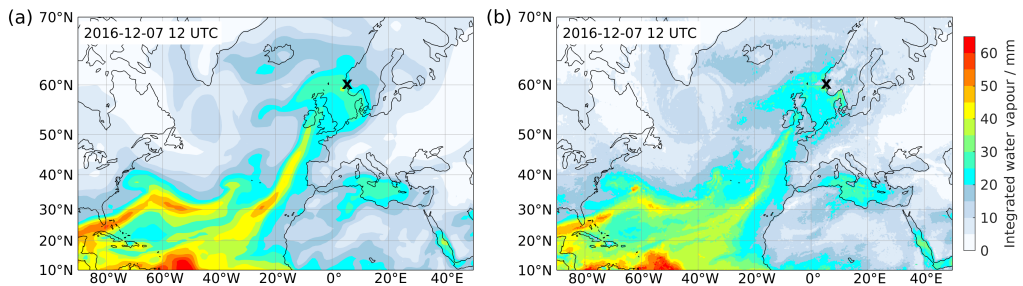 (a)
2016-12-07 12 UTC
70°N
60°N
50°N
40°N
30°N
20°N
10°N
80°W 60°W 40°W 20°W 0° 20°E 40°E
(b)
2016-12-07 12 UTC
70°N
60°N
50°N
40°N
30°N
20°N
10°N
80°W 60°W 40°W 20°W 0° 20°E 40°E
60
50
40
30
20
10
0
Integrated water vapour / mm